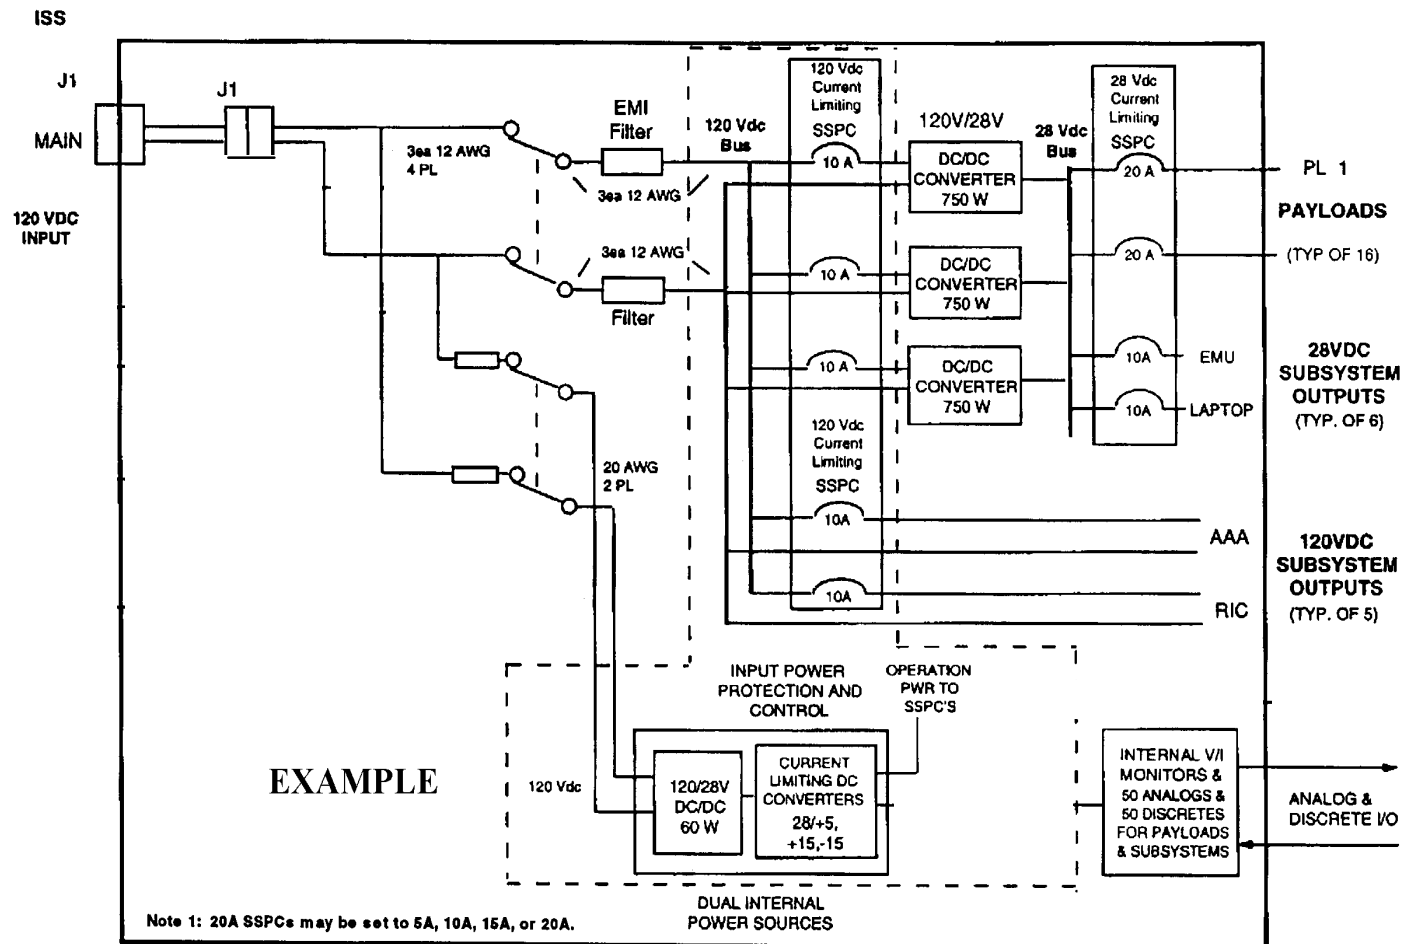 ISS
J1
MAIN
120 VDC
INPUT
J1
3ea 12 AWG
4 PL
EMI
Filter
3ea 12 AWG
3ea 12 AWG
Filter
120 Vdc
Bus
120 Vdc
Current
Limiting
SSPC
10 A
10 A
10 A
120 Vdc
Current
Limiting
SSPC
10A
10A
120V/28V
DC/DC
CONVERTER
750 W
DC/DC
CONVERTER
750 W
DC/DC
CONVERTER
750 W
28 Vdc
Bus
28 Vdc
Current
Limiting
SSPC
20 A
20 A
10A
10A
PL 1
PAYLOADS
(TYP OF 16)
EMU
LAPTOP
28VDC
SUBSYSTEM
OUTPUTS
(TYP. OF 6)
AAA
RIC
120VDC
SUBSYSTEM
OUTPUTS
(TYP. OF 5)
20 AWG
2 PL
INPUT POWER
PROTECTION AND
CONTROL
OPERATION
PWR TO
SSPC'S
EXAMPLE
120 Vdc
120/28V
DC/DC
60 W
CURRENT
LIMITING DC
CONVERTERS
28/+5,
+15,-15
INTERNAL V/I
MONITORS &
50 ANALOGS &
50 DISCRETES
FOR PAYLOADS
& SUBSYSTEMS
ANALOG &
DISCRETE I/O
DUAL INTERNAL
POWER SOURCES
Note 1: 20A SSPCs may be set to 5A, 10A, 15A, or 20A.